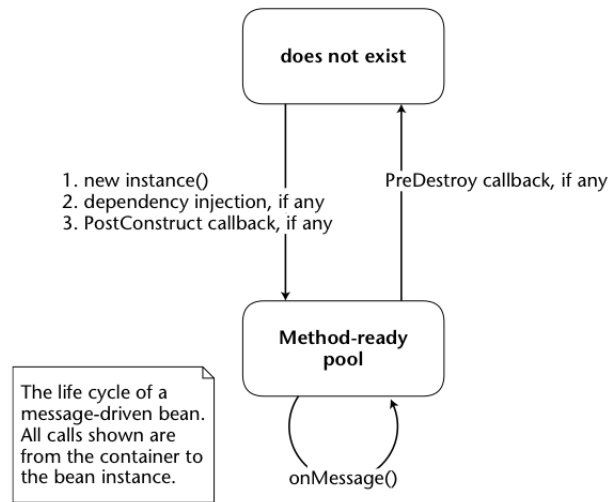 does not exist
1. new instance()
2. dependency injection, if any
3. PostConstruct callback, if any
PreDestroy callback, if any
Method-ready
pool
The life cycle of a
message-driven bean.
All calls shown are
from the container to
the bean instance.
onMessage()